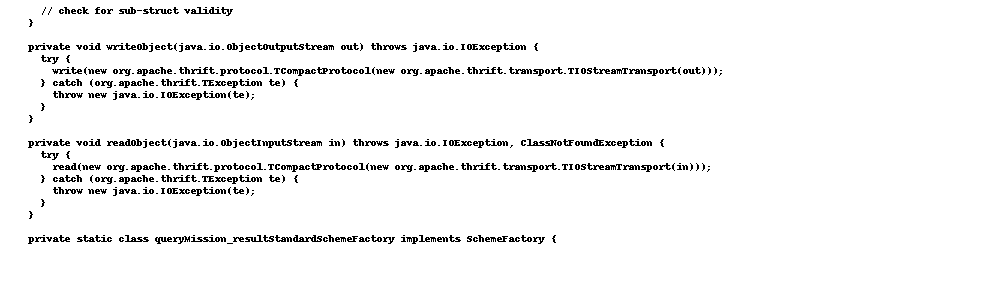 // check for sub-struct validity
}
private void writeObject(java.io.ObjectOutputStream out) throws java.io.IOException {
try {
write(new org.apache.thrift.protocol.TCompactProtocol(new org.apache.thrift.transport.TIOStreamTransport(out)));
} catch (org.apache.thrift.TException te) {
throw new java.io.IOException(te);
}
}
private void readObject(java.io.ObjectInputStream in) throws java.io.IOException, ClassNotFoundException {
try {
read(new org.apache.thrift.protocol.TCompactProtocol(new org.apache.thrift.transport.TIOStreamTransport(in)));
} catch (org.apache.thrift.TException te) {
throw new java.io.IOException(te);
}
}
private static class queryMission_resultStandardSchemeFactory implements SchemeFactory {